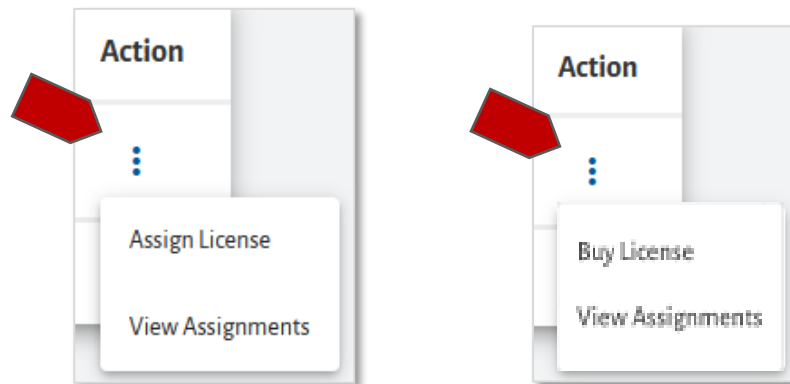 Action
Assign License
View Assignments
Action
Buy License
View Assignments